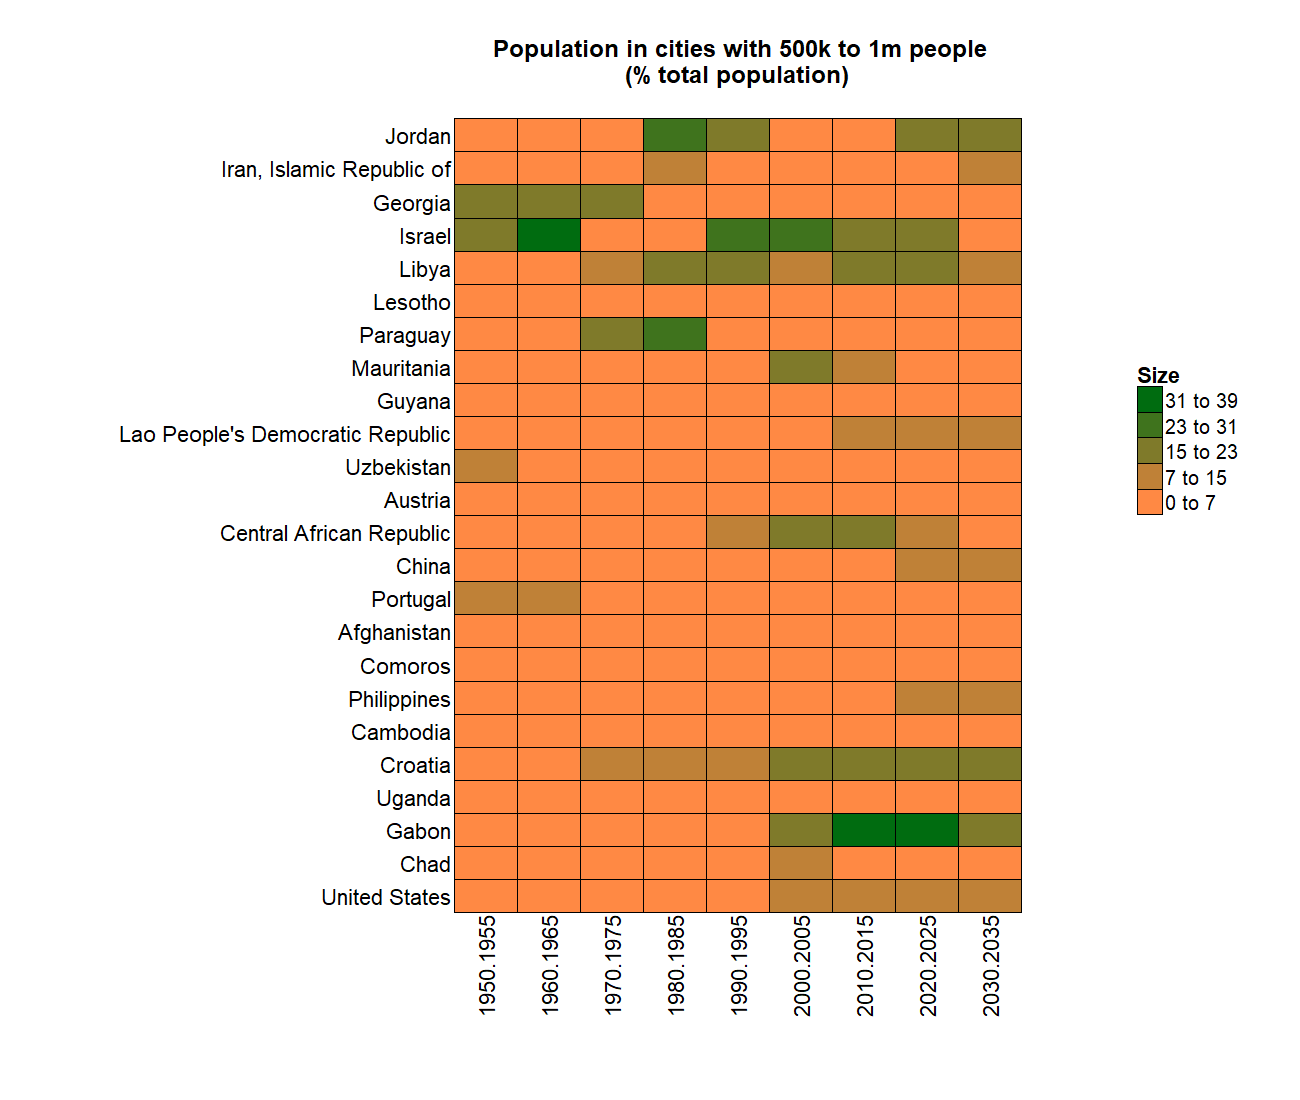 Population in cities with 500k to 1m people
(% total population)
Jordan
Iran, Islamic Republic of
Georgia
Israel
Libya
Lesotho
Paraguay
Mauritania
Guyana
Lao People's Democratic Republic
Uzbekistan
Austria
Central African Republic
China
Portugal
Afghanistan
Comoros
Philippines
Cambodia
Croatia
Uganda
Gabon
Chad
United States
1950.1955
1960.1965
1970.1975
1980.1985
1990.1995
2000.2005
2010.2015
2020.2025
2030.2035
Size
31 to 39
23 to 31
15 to 23
7 to 15
0 to 7